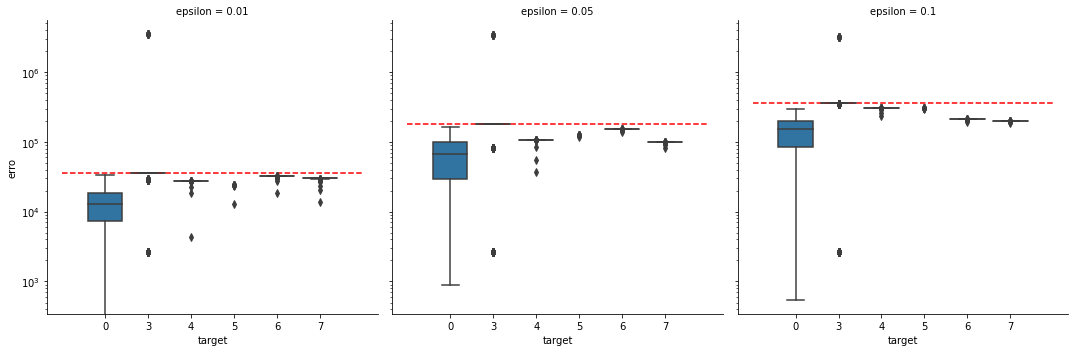 epsilon = 0.01
epsilon = 0.05
epsilon = 0.1
erro
10⁶
10⁵
10⁴
10³
0 3 4 5 6 7
0 3 4 5 6 7
0 3 4 5 6 7
target
target
target